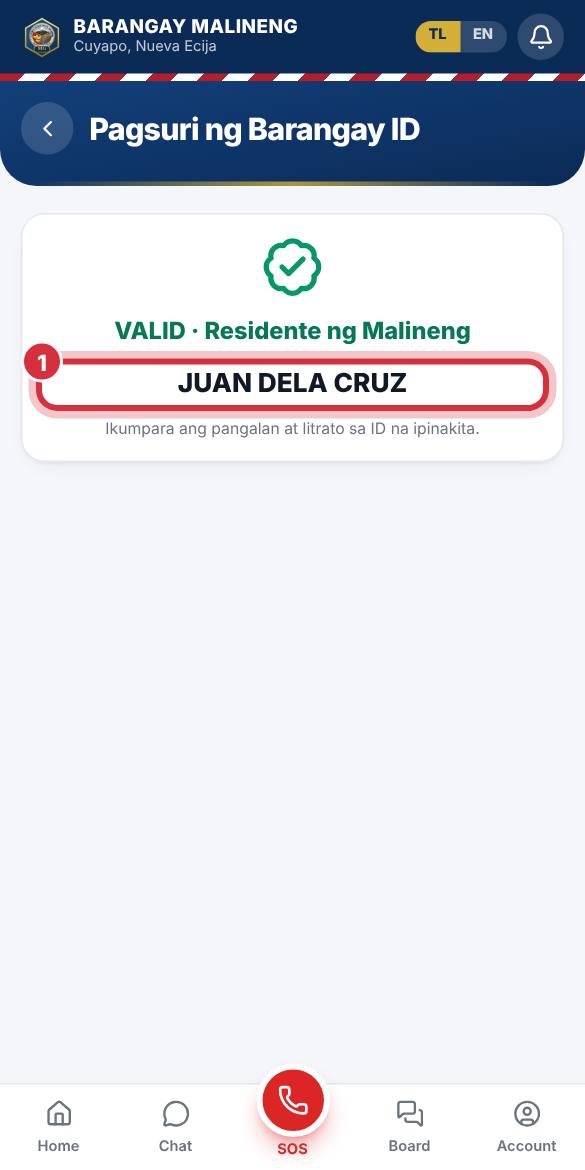 BARANGAY MALINENG
Cuyapo, Nueva Ecija
TL EN
Pagsuri ng Barangay ID
VALID · Residente ng Malineng
1
JUAN DELA CRUZ
Ikumpara ang pangalan at litrato sa ID na ipinakita.
Home Chat SOS Board Account